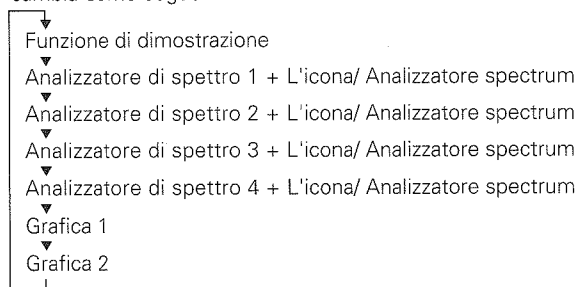 Funzione di dimostrazione
Analizzatore di spettro 1 + L'icona/ Analizzatore spectrum
Analizzatore di spettro 2 + L'icona/ Analizzatore spectrum
Analizzatore di spettro 3 + L'icona/ Analizzatore spectrum
Analizzatore di spettro 4 + L'icona/ Analizzatore spectrum
Grafica 1
Grafica 2